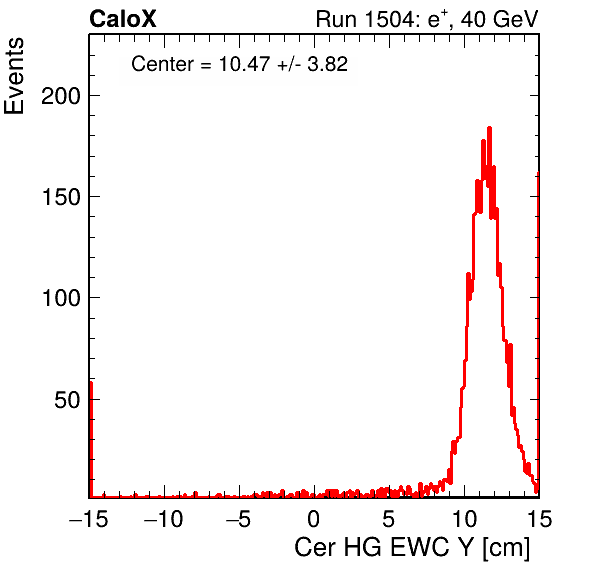 CaloX Run 1504: e⁺, 40 GeV
Center = 10.47 +/- 3.82
Events
200
150
100
50
−15 −10 −5 0 5 10 15
Cer HG EWC Y [cm]